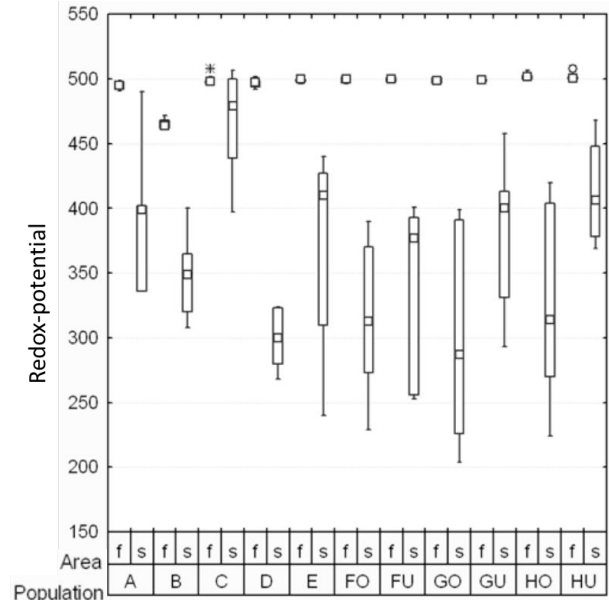 550
500
450
400
350
300
250
200
150
Redox-potential
f s f s f s f s f s f s f s f s f s f s f s
Area
A B C D E FO FU GO GU HO HU
Population